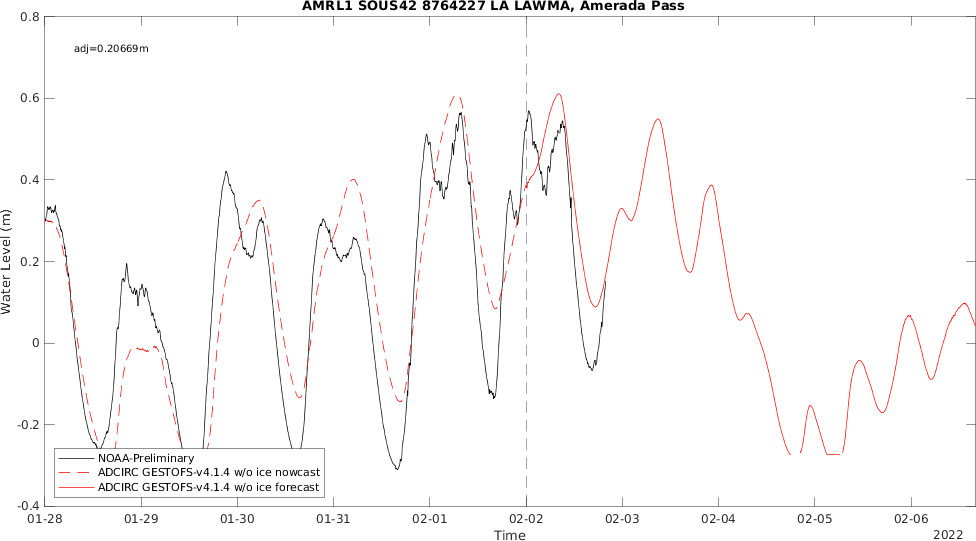 AMRL1 SOUS42 8764227 LA LAWMA, Amerada Pass
adj=0.20669m
0.8
0.6
0.4
0.2
0
-0.2
-0.4
Water Level (m)
NOAA-Preliminary
ADCIRC GESTOFS-v4.1.4 w/o ice nowcast
ADCIRC GESTOFS-v4.1.4 w/o ice forecast
01-28 01-29 01-30 01-31 02-01 02-02 02-03 02-04 02-05 02-06
Time
2022